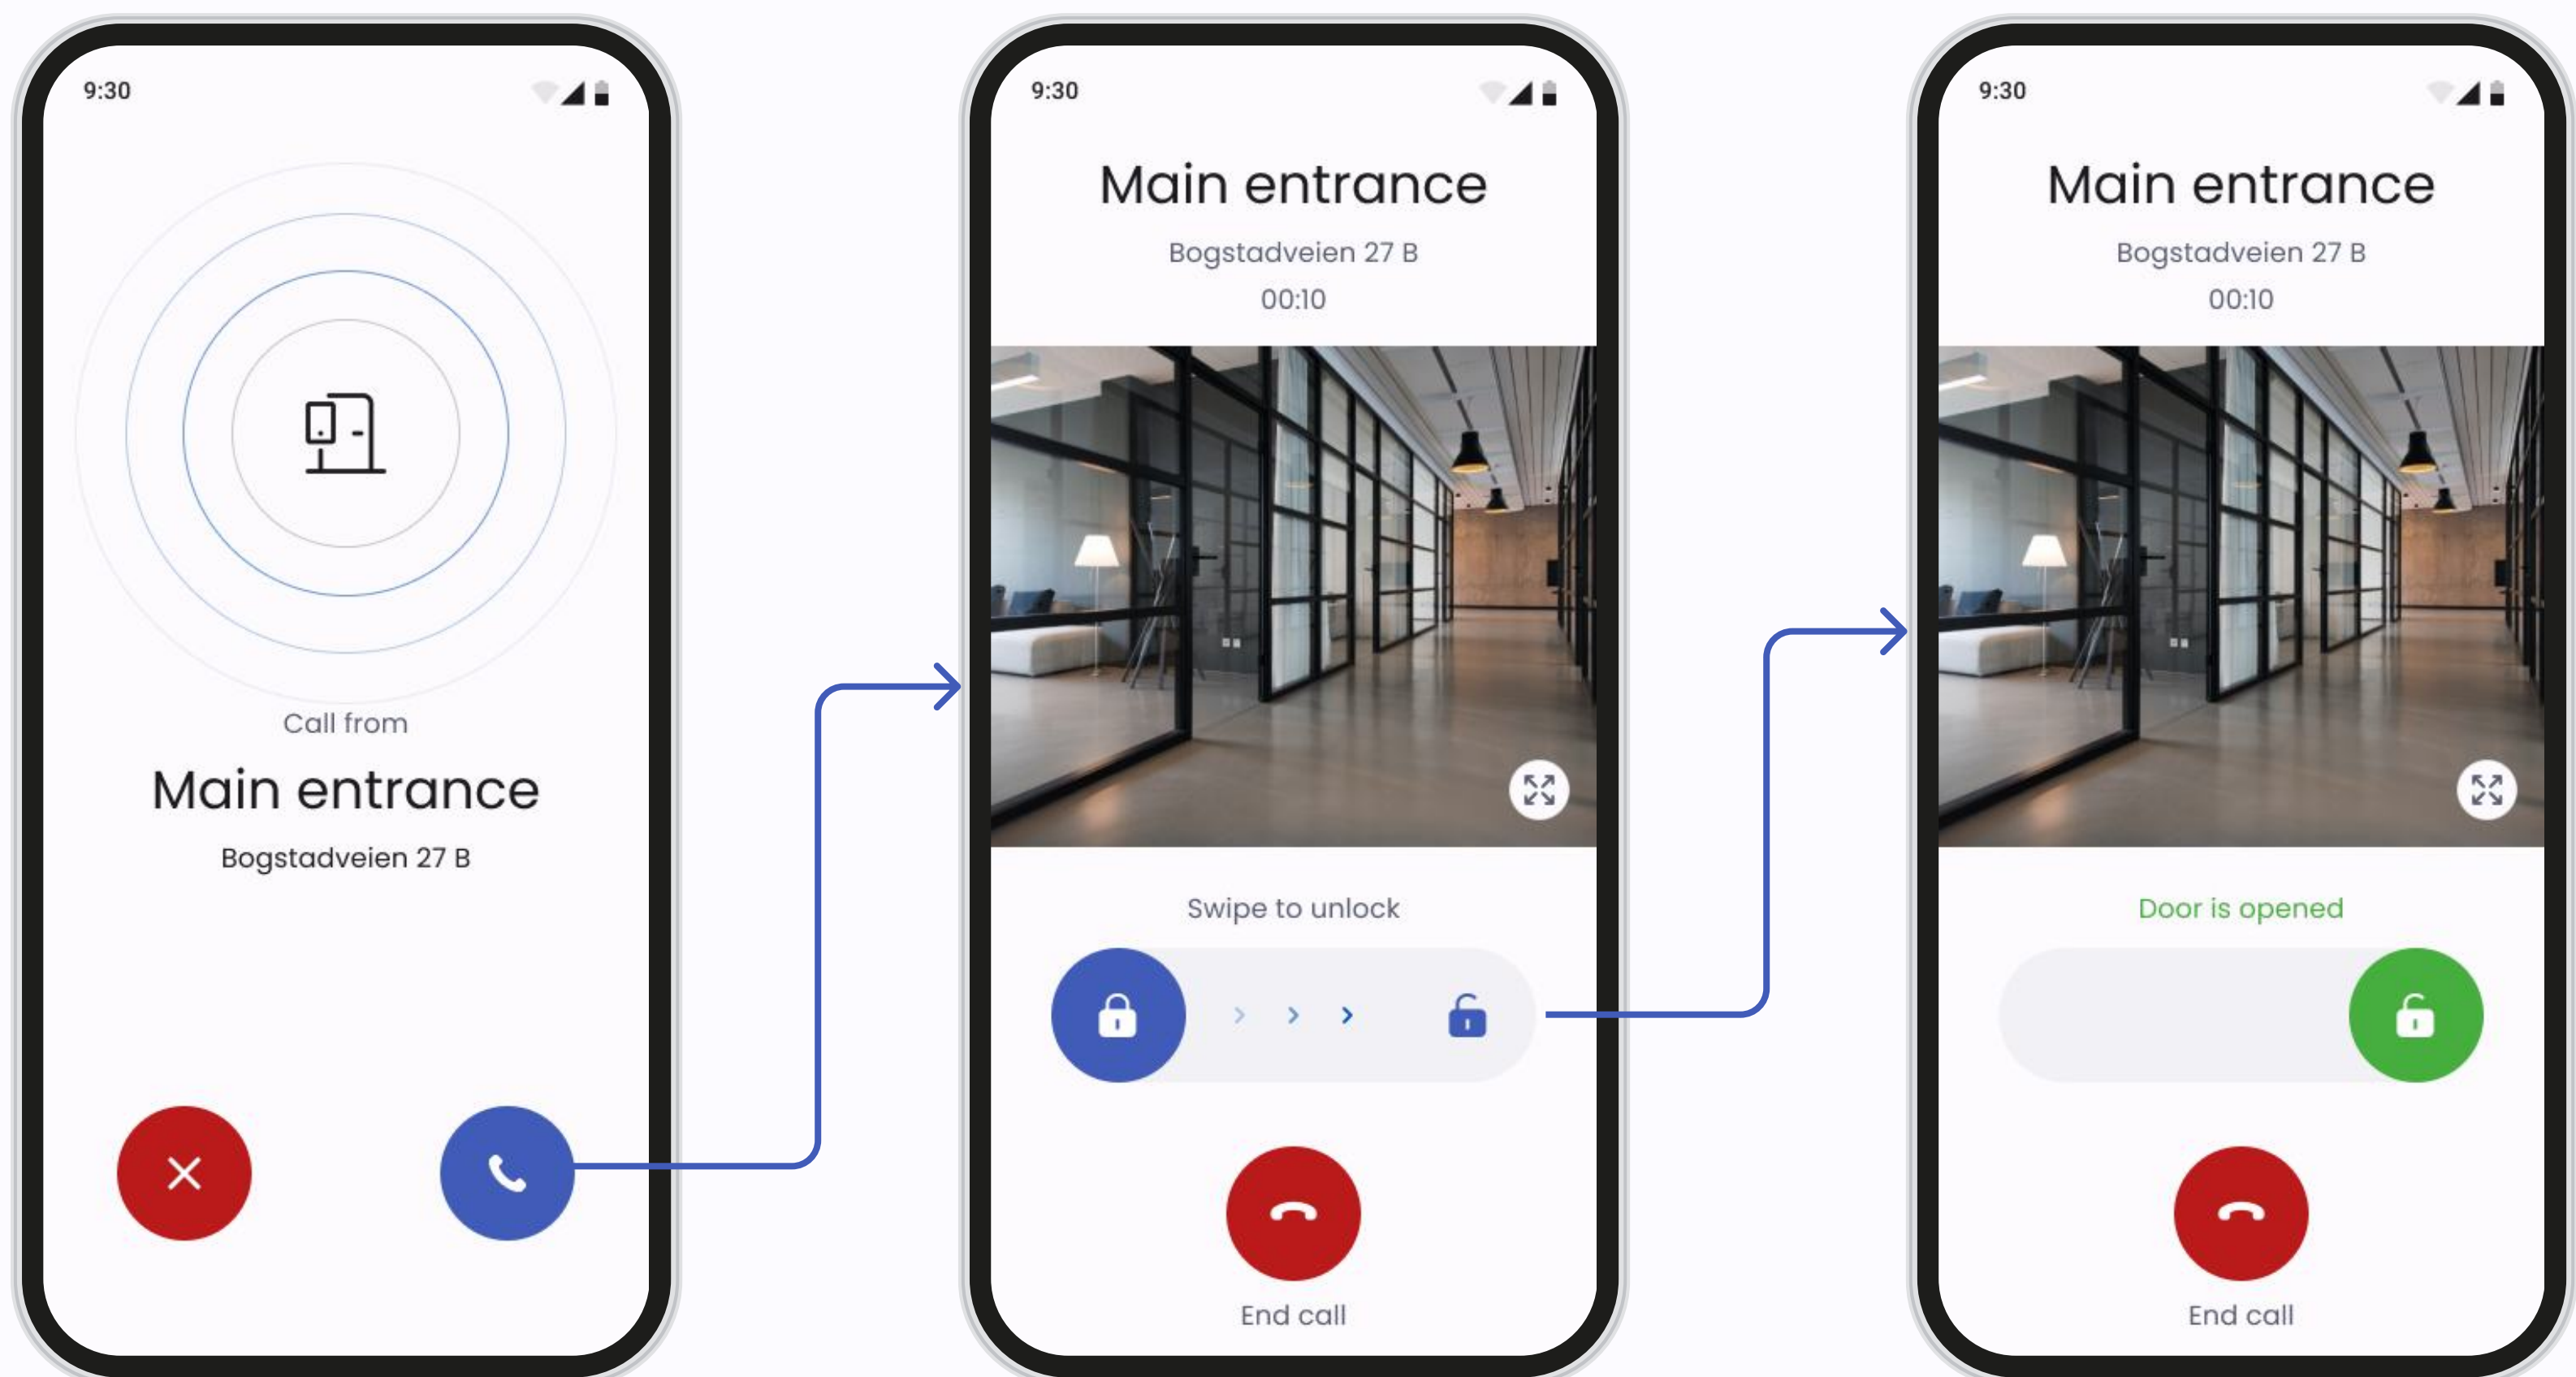 9:30
Call from
Main entrance
Bogstadveien 27 B
9:30
Main entrance
Bogstadveien 27 B
00:10
Swipe to unlock
End call
9:30
Main entrance
Bogstadveien 27 B
00:10
Door is opened
End call